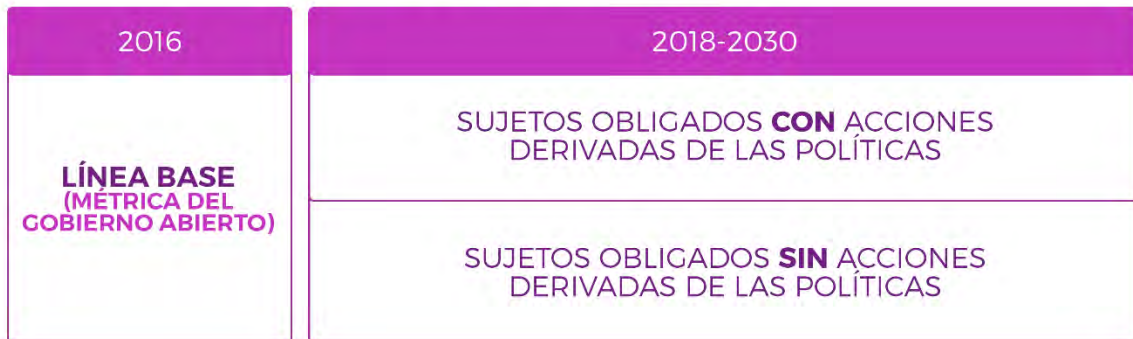 2016
2018-2030
LÍNEA BASE
(MÉTRICA DEL
GOBIERNO ABIERTO)
SUJETOS OBLIGADOS CON ACCIONES
DERIVADAS DE LAS POLÍTICAS
SUJETOS OBLIGADOS SIN ACCIONES
DERIVADAS DE LAS POLÍTICAS